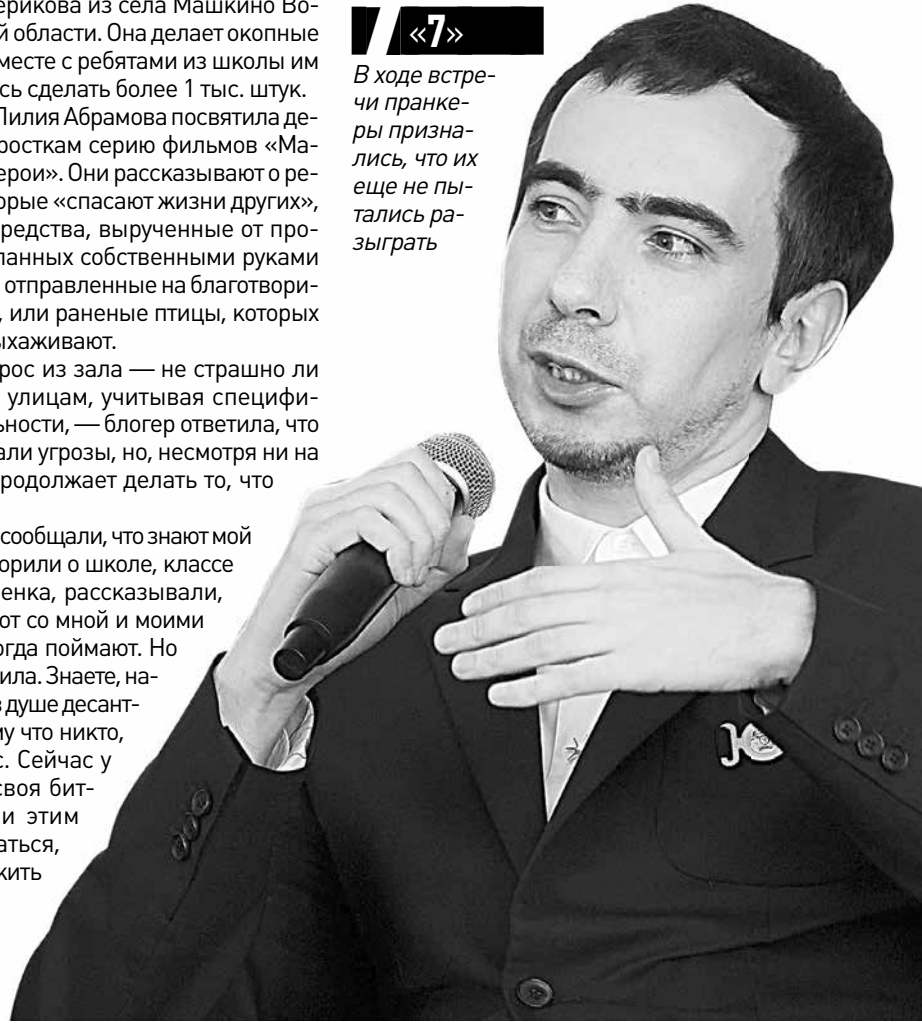 ерикова из села Машкино Во-
й области. Она делает окопные
месте с ребятами из школы им
сь сделать более 1 тыс. штук.
Лилия Абрамова посвятила де-
росткам серию фильмов «Ма-
ерои». Они рассказывают о ре-
орые «спасают жизни других»,
редства, вырученные от про-
ланных собственными руками
отправленные на благотвори-
, или раненые птицы, которых
ыхаживают.
рос из зала — не страшно ли
улицам, учитывая специфи-
ьности, — блогер ответила, что
али угрозы, но, несмотря ни на
родолжает делать то, что
сообщали, что знают мой
орили о школе, классе
енка, рассказывали,
ют со мной и моими
огда поймают. Но
ила. Знаете, на-
в душе десант-
му что никто,
с. Сейчас у
своя бит-
и этим
аться,
жить
«7»
В ходе встре-
чи пранке-
ры призна-
лись, что их
еще не пы-
тались ра-
зыграть